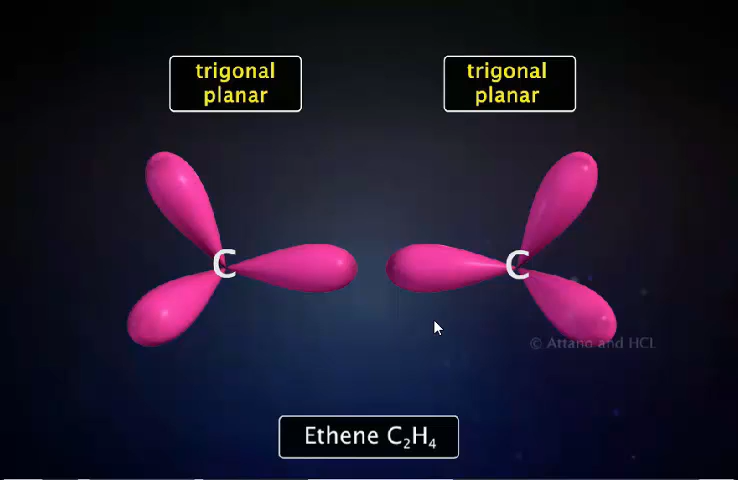 trigonal
planar
trigonal
planar
C
C
© Attano and HCL
Ethene C₂H₄